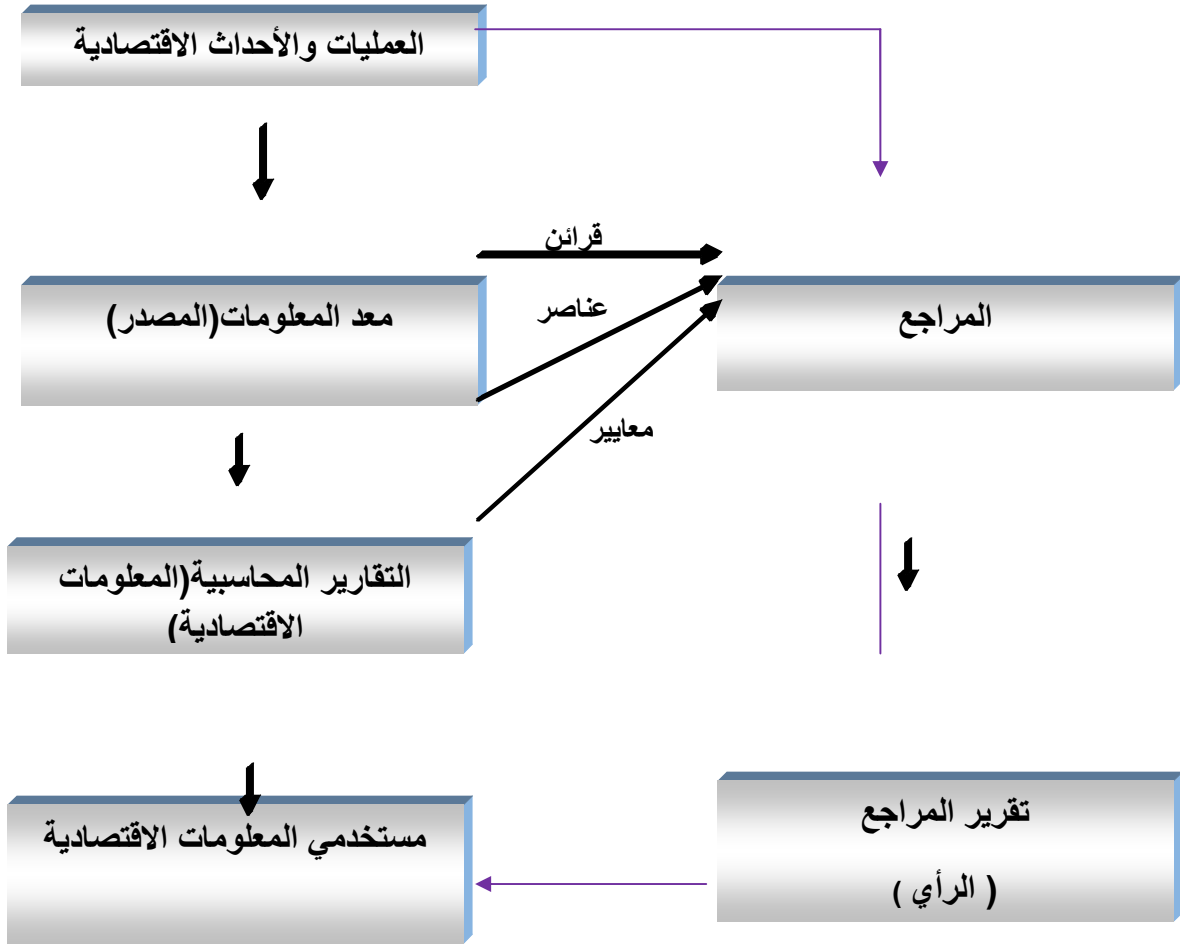 العمليات والأحداث الاقتصادية
قرائن
معد المعلومات(المصدر)
عناصر
المراجع
معايير
التقارير المحاسبية(المعلومات
الاقتصادية)
مستخدمي المعلومات الاقتصادية
تقرير المراجع
( الرأي )